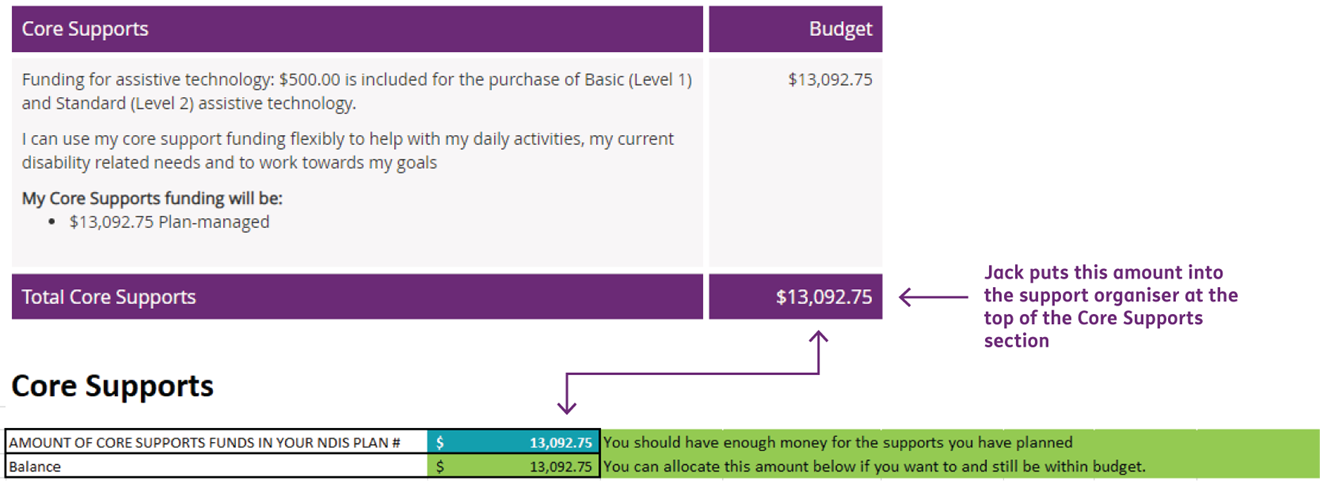 Core Supports Budget
Funding for assistive technology: $500.00 is included for the purchase of Basic (Level 1) $13,092.75
and Standard (Level 2) assistive technology.
I can use my core support funding flexibly to help with my daily activities, my current
disability related needs and to work towards my goals
My Core Supports funding will be:
• $13,092.75 Plan-managed
Total Core Supports $13,092.75
Jack puts this amount into
the support organiser at the
top of the Core Supports
section
Core Supports
AMOUNT OF CORE SUPPORTS FUNDS IN YOUR NDIS PLAN # $ 13,092.75 You should have enough money for the supports you have planned
Balance $ 13,092.75 You can allocate this amount below if you want to and still be within budget.